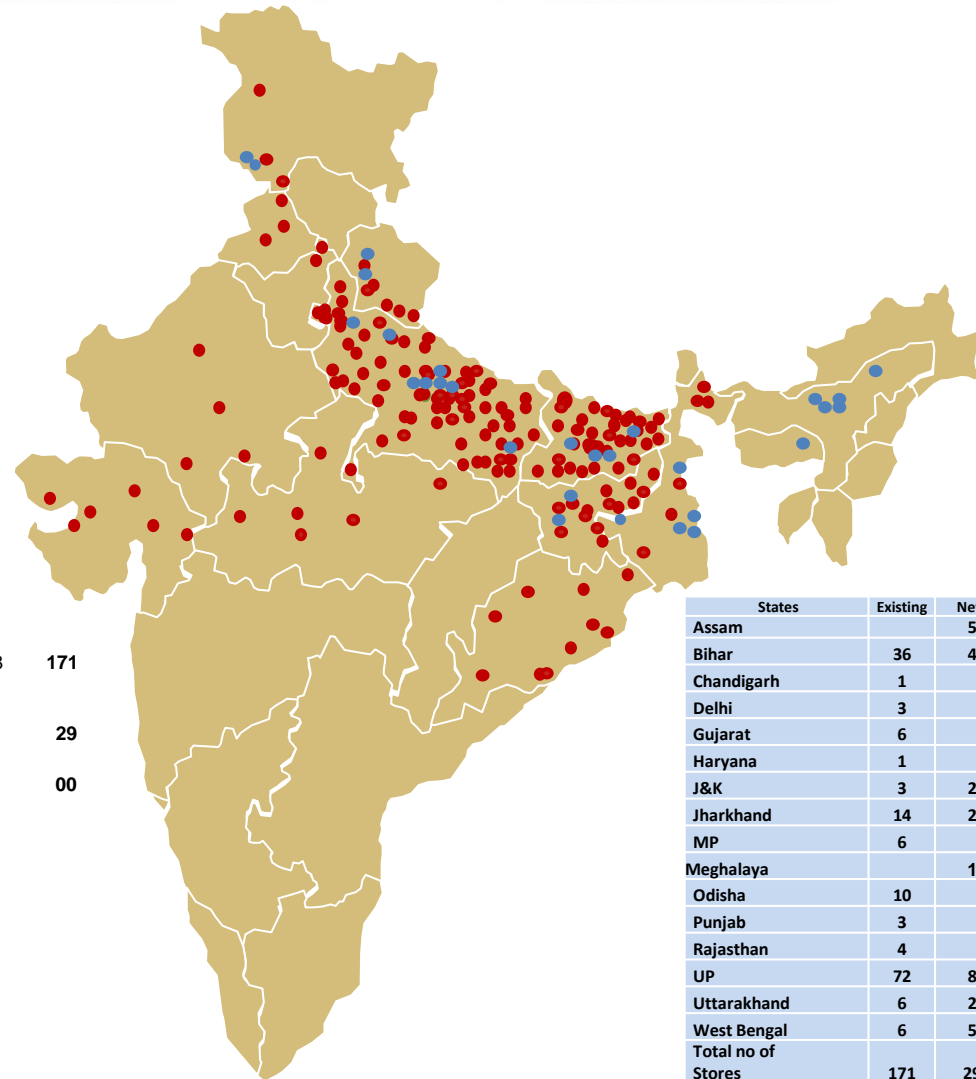 171
29
00
States Existing
Assam 5
Bihar 36 4
Chandigarh 1
Delhi 3
Gujarat 6
Haryana 1
J&K 3 2
Jharkhand 14 2
MP 6
Meghalaya 1
Odisha 10
Punjab 3
Rajasthan 4
UP 72 8
Uttarakhand 6 2
West Bengal 6 5
Total no of
Stores 171 29